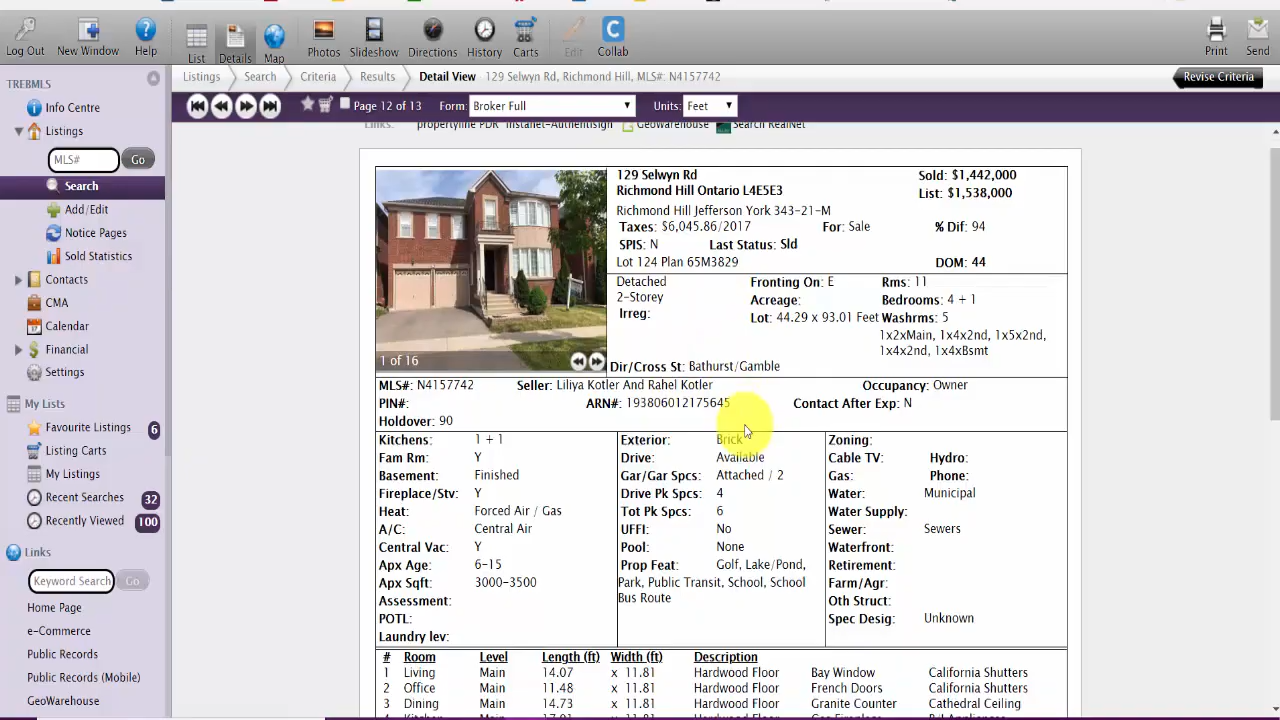 Log Out New Window Help List Details Map Photos Slideshow Directions History Carts Edit Collab Print Send
TREBMLS
Listings Search Criteria Results Detail View 129 Selwyn Rd, Richmond Hill, MLS#: N4157742 Revise Criteria
Info Centre
Page 12 of 13 Form: Broker Full Units: Feet
Listings
Links: propertyline PDR Instanet-Authentisign GeoWarehouse Search RealNet
MLS# Go
Search
Add/Edit
Notice Pages
Sold Statistics
Contacts
CMA
Calendar
Financial
Settings
My Lists
Favourite Listings 6
Listing Carts
My Listings
Recent Searches 32
Recently Viewed 100
Links
Keyword Search Go
Home Page
e-Commerce
Public Records
Public Records (Mobile)
GeoWarehouse
1 of 16
129 Selwyn Rd Sold: $1,442,000
Richmond Hill Ontario L4E5E3 List: $1,538,000
Richmond Hill Jefferson York 343-21-M
Taxes: $6,045.86/2017 For: Sale % Dif: 94
SPIS: N Last Status: Sld
Lot 124 Plan 65M3829 DOM: 44
Detached Fronting On: E Rms: 11
2-Storey Acreage: Bedrooms: 4 + 1
Irreg: Lot: 44.29 x 93.01 Feet Washrms: 5
1x2xMain, 1x4x2nd, 1x5x2nd,
1x4x2nd, 1x4xBsmt
Dir/Cross St: Bathurst/Gamble
MLS#: N4157742 Seller: Liliya Kotler And Rahel Kotler Occupancy: Owner
PIN#: ARN#: 193806012175645 Contact After Exp: N
Holdover: 90
Kitchens: 1 + 1 Exterior: Brick Zoning:
Fam Rm: Y Drive: Available Cable TV: Hydro:
Basement: Finished Gar/Gar Spcs: Attached / 2 Gas: Phone:
Fireplace/Stv: Y Drive Pk Spcs: 4 Water: Municipal
Heat: Forced Air / Gas Tot Pk Spcs: 6 Water Supply:
A/C: Central Air UFFI: No Sewer: Sewers
Central Vac: Y Pool: None Waterfront:
Apx Age: 6-15 Prop Feat: Golf, Lake/Pond, Retirement:
Apx Sqft: 3000-3500 Park, Public Transit, School, School Farm/Agr:
Assessment: Bus Route Oth Struct:
POTL: Spec Desig: Unknown
Laundry lev:
# Room Level Length (ft) Width (ft) Description
1 Living Main 14.07 x 11.81 Hardwood Floor Bay Window California Shutters
2 Office Main 11.48 x 11.81 Hardwood Floor French Doors California Shutters
3 Dining Main 14.73 x 11.81 Hardwood Floor Granite Counter Cathedral Ceiling